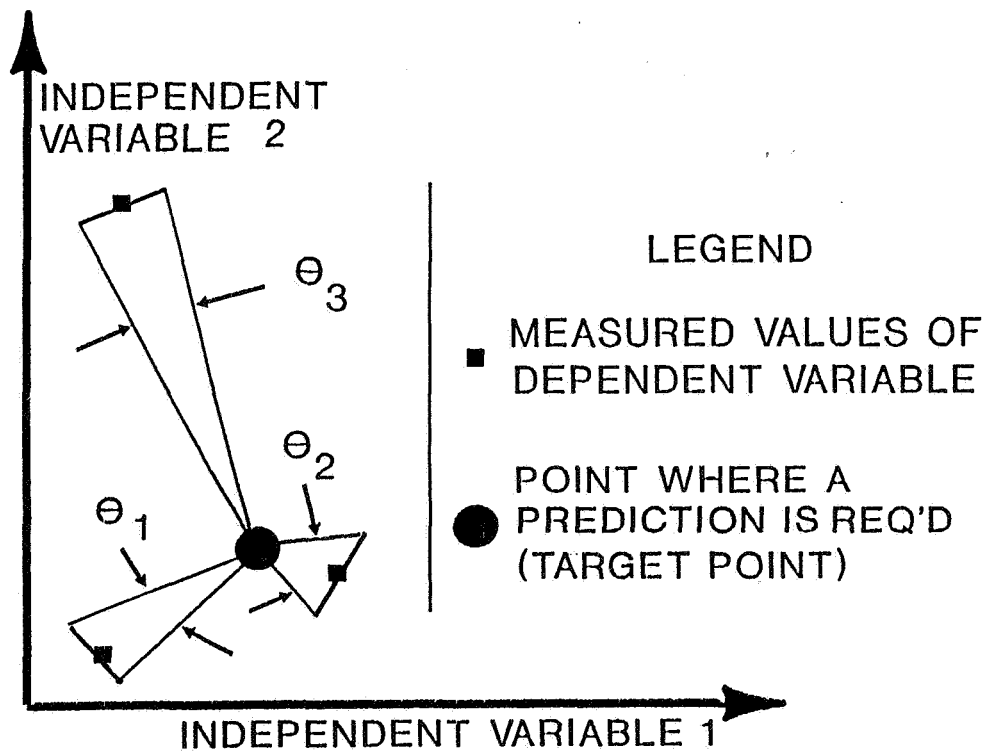 INDEPENDENT
VARIABLE 2
Θ3
Θ2
Θ1
INDEPENDENT VARIABLE 1
LEGEND
MEASURED VALUES OF
DEPENDENT VARIABLE
POINT WHERE A
PREDICTION IS REQ'D
(TARGET POINT)